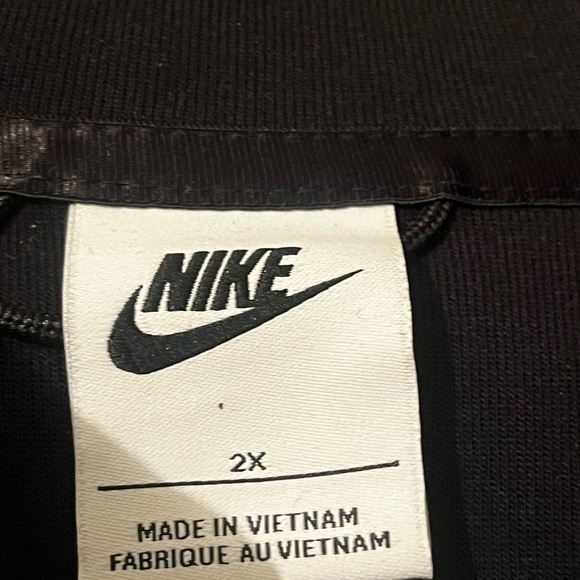 NIKE
2X
MADE IN VIETNAM
FABRIQUE AU VIETNAM